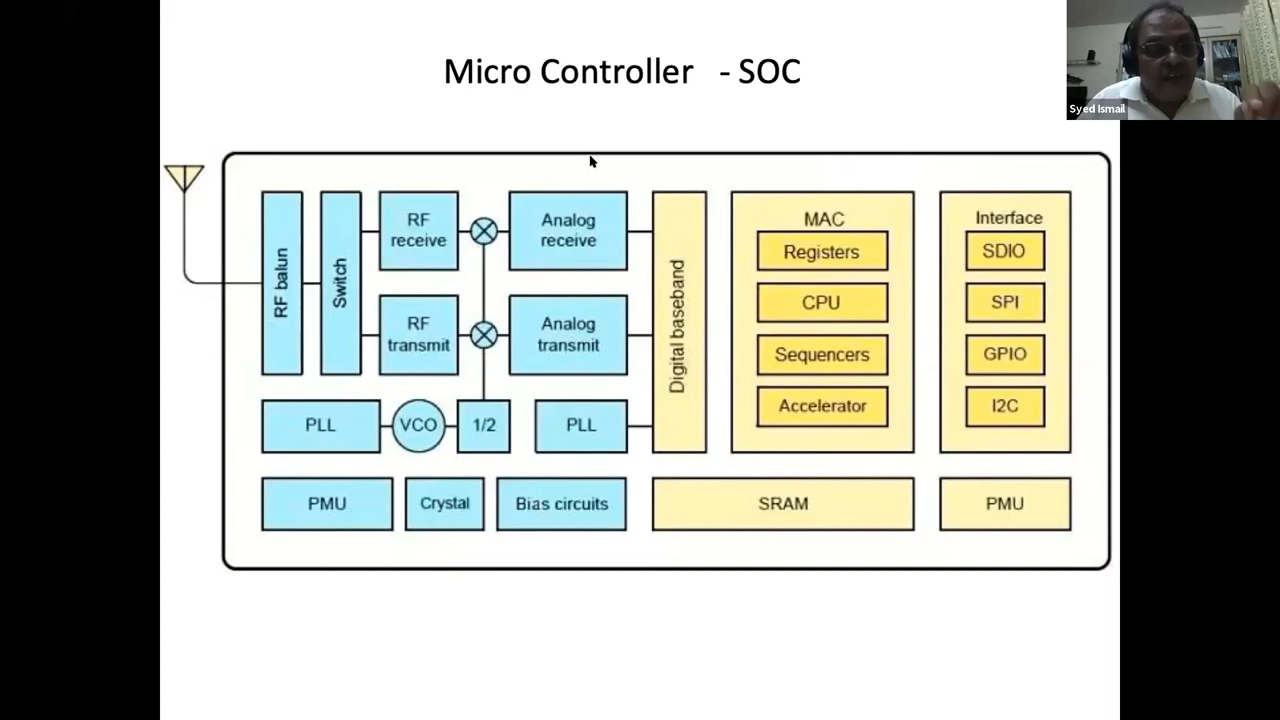 Micro Controller - SOC
Syed Ismail
RF balun
Switch
RF
receive
Analog
receive
RF
transmit
Analog
transmit
PLL
VCO
1/2
PLL
Digital baseband
MAC
Registers
CPU
Sequencers
Accelerator
Interface
SDIO
SPI
GPIO
I2C
PMU
Crystal
Bias circuits
SRAM
PMU